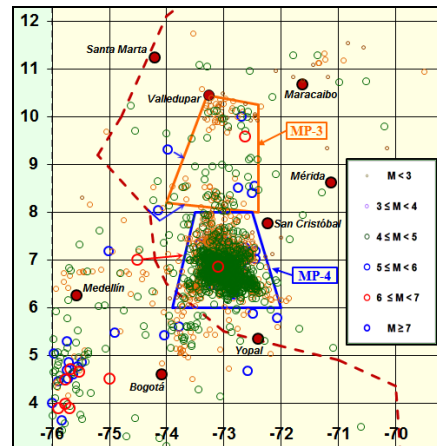 12
Santa Marta
11
Maracaibo
Valledupar
10
MP-3
9
Mérida
M < 3
3 ≤ M < 4
4 ≤ M < 5
5 ≤ M < 6
6 ≤ M < 7
M ≥ 7
8
San Cristóbal
7
MP-4
Medellín
6
Yopal
5
Bogotá
4
-76 -75 -74 -73 -72 -71 -70